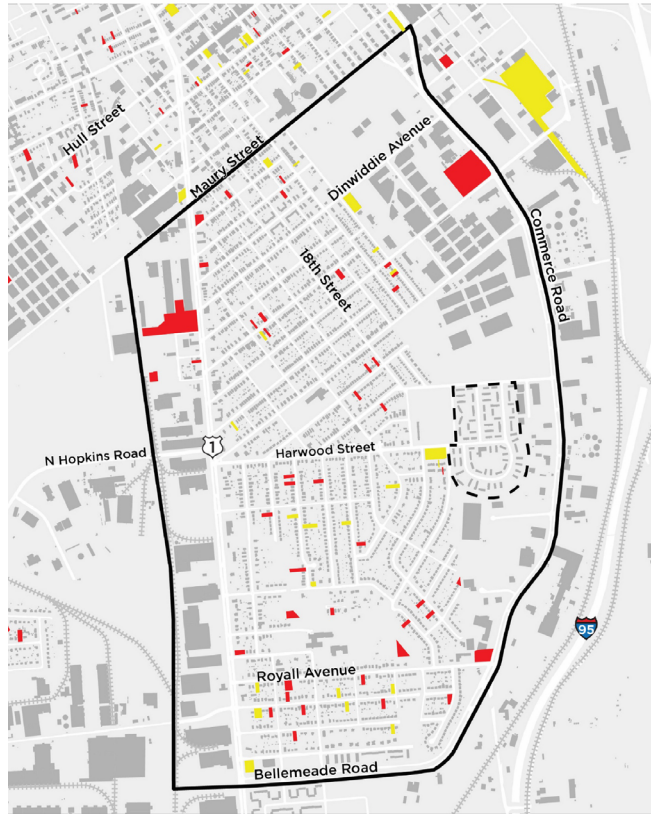 Hull Street
Maury Street
Dinwiddie Avenue
18th Street
Commerce Road
N Hopkins Road
1
Harwood Street
95
Royall Avenue
Bellemeade Road